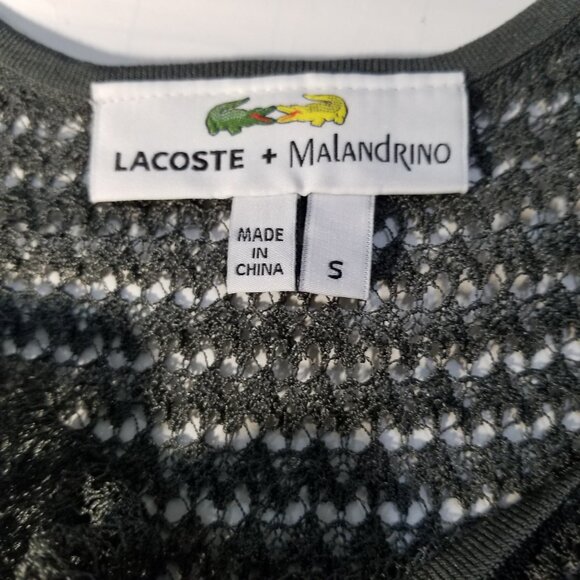 LACOSTE + MALANdRINO
MADE
IN
CHINA
S